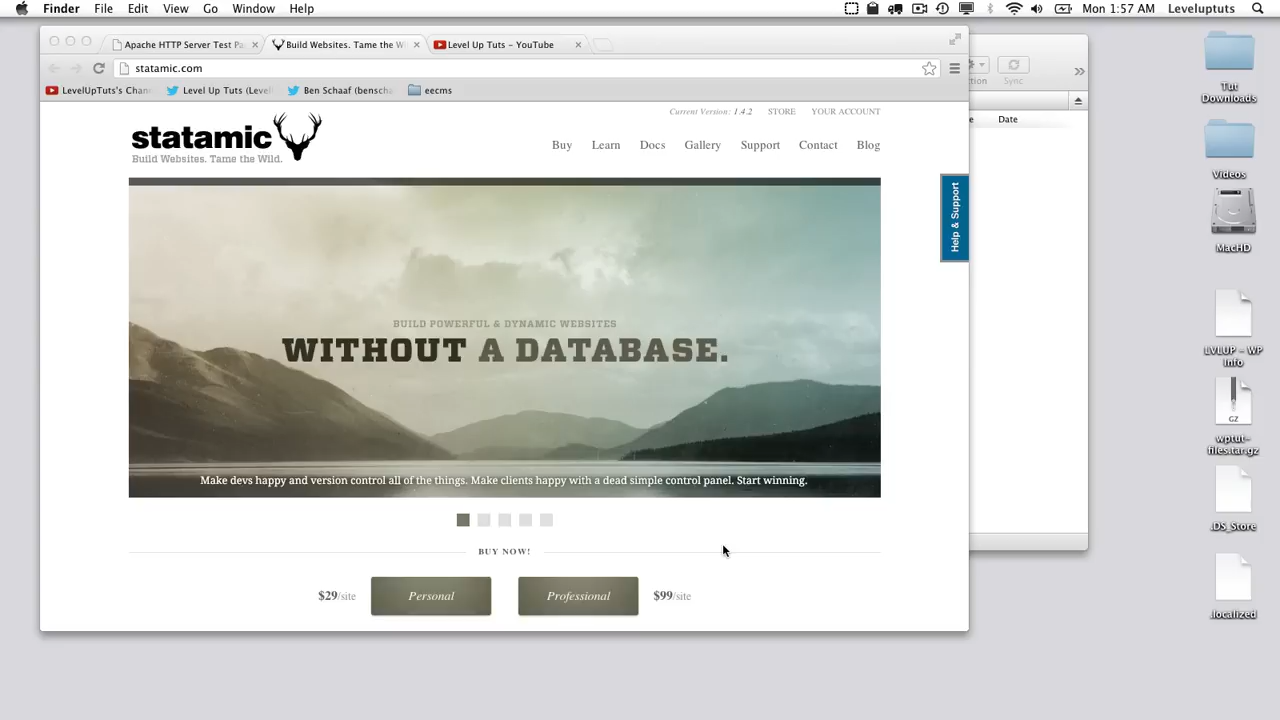 Finder File Edit View Go Window Help
Mon 1:57 AM Leveluptuts
Apache HTTP Server Test Pa
Build Websites. Tame the W
Level Up Tuts – YouTube
statamic.com
LevelUpTuts's Chan
Level Up Tuts (Level
Ben Schaaf (benscha
eecms
Sync
Date
Current Version: 1.4.2 STORE YOUR ACCOUNT
statamic
Build Websites. Tame the Wild.
Buy Learn Docs Gallery Support Contact Blog
Help & Support
BUILD POWERFUL & DYNAMIC WEBSITES
WITHOUT A DATABASE.
Make devs happy and version control all of the things. Make clients happy with a dead simple control panel. Start winning.
BUY NOW!
$29/site Personal Professional $99/site
Tut
Downloads
Videos
MacHD
LVLUP – WP
Info
GZ
wptut-
files.tar.gz
.DS_Store
.localized